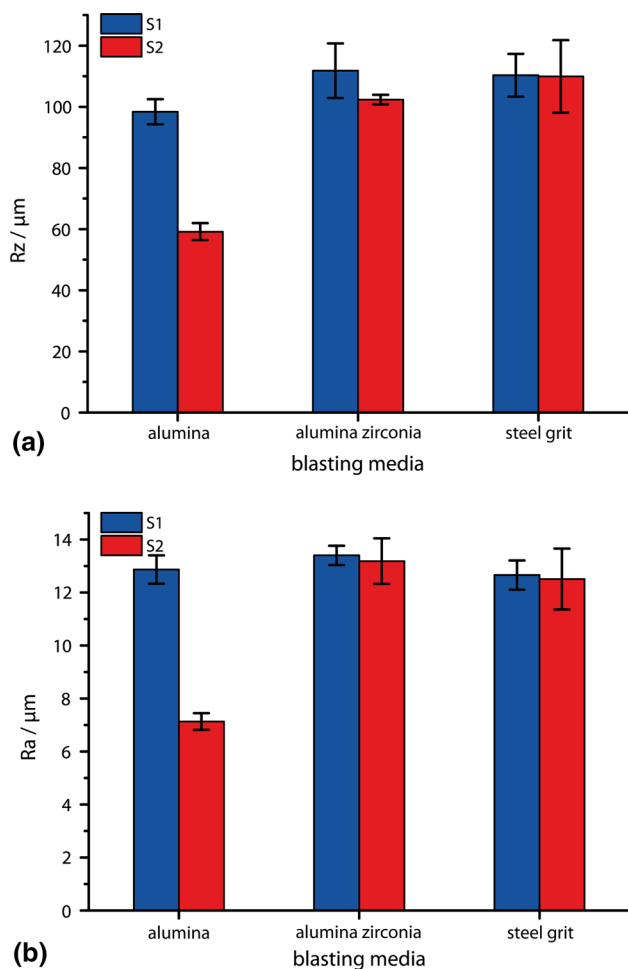 S1
S2
120
100
80
60
40
20
0
Rz / µm
alumina alumina zirconia steel grit
(a)
blasting media
S1
S2
14
12
10
8
6
4
2
0
Ra / µm
alumina alumina zirconia steel grit
(b)
blasting media